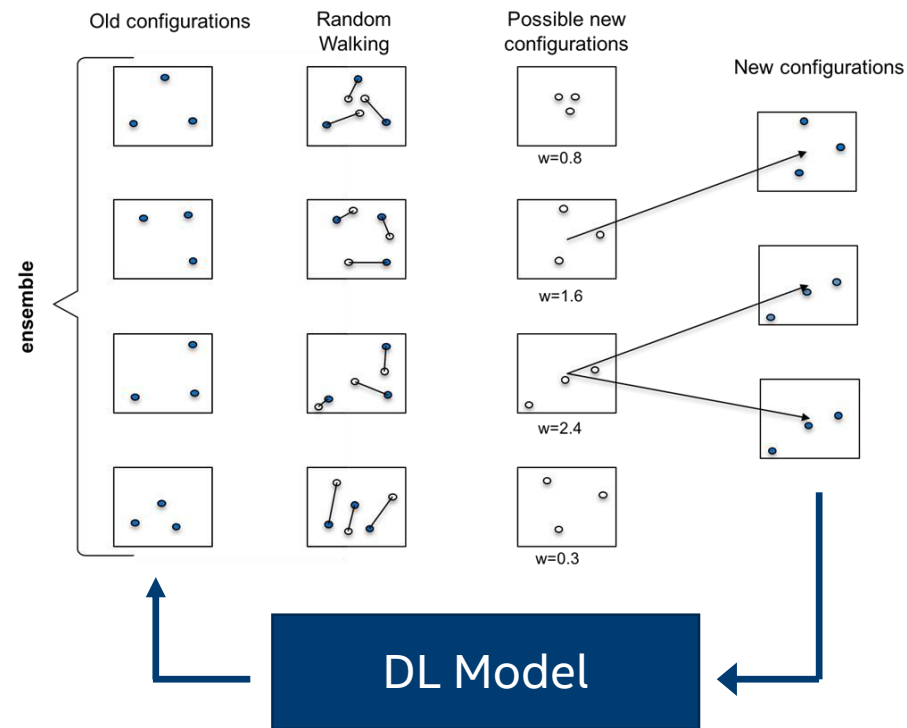 Old configurations
Random
Walking
Possible new
configurations
New configurations
ensemble
w=0.8
w=1.6
w=2.4
w=0.3
DL Model